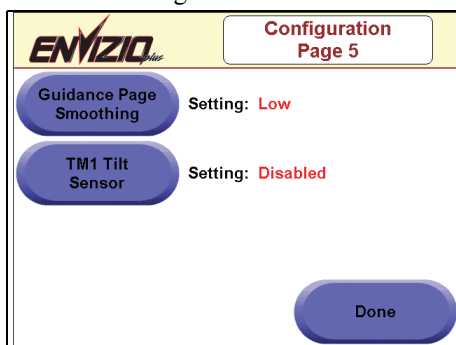 ENVIZIO plus
Configuration
Page 5
Guidance Page
Smoothing
Setting: Low
TM1 Tilt
Sensor
Setting: Disabled
Done